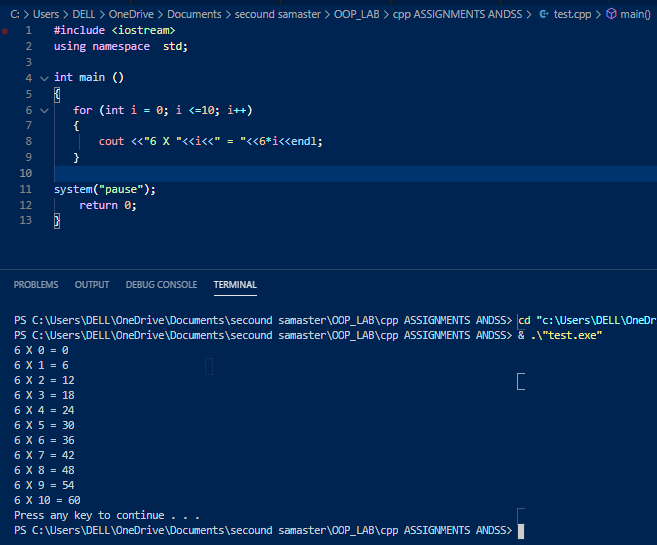 C: > Users > DELL > OneDrive > Documents > secound samaster > OOP_LAB > cpp ASSIGNMENTS ANDSS > test.cpp > main()
1 #include <iostream>
2 using namespace  std;
3
4 int main ()
5 {
6    for (int i = 0; i <=10; i++)
7    {
8        cout <<"6 X "<<i<<" = "<<6*i<<endl;
9    }
10
11 system("pause");
12     return 0;
13 }
PROBLEMS OUTPUT DEBUG CONSOLE TERMINAL
PS C:\Users\DELL\OneDrive\Documents\secound samaster\OOP_LAB\cpp ASSIGNMENTS ANDSS> cd "c:\Users\DELL\OneDr
PS C:\Users\DELL\OneDrive\Documents\secound samaster\OOP_LAB\cpp ASSIGNMENTS ANDSS> & .\"test.exe"
6 X 0 = 0
6 X 1 = 6
6 X 2 = 12
6 X 3 = 18
6 X 4 = 24
6 X 5 = 30
6 X 6 = 36
6 X 7 = 42
6 X 8 = 48
6 X 9 = 54
6 X 10 = 60
Press any key to continue . . .
PS C:\Users\DELL\OneDrive\Documents\secound samaster\OOP_LAB\cpp ASSIGNMENTS ANDSS>